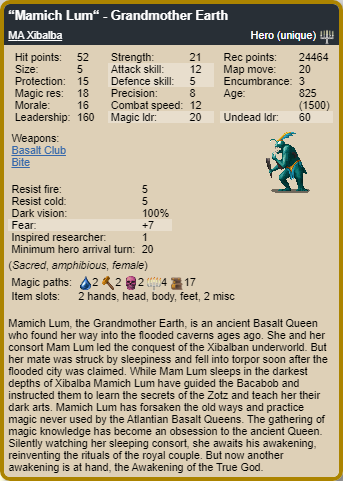 “Mamich Lum“ - Grandmother Earth
MA Xibalba Hero (unique)
Hit points: 52 Strength: 21 Rec points: 24464
Size: 5 Attack skill: 12 Map move: 20
Protection: 15 Defence skill: 5 Encumbrance: 3
Magic res: 18 Precision: 8 Age: 825
Morale: 16 Combat speed: 12 (1500)
Leadership: 160 Magic ldr: 20 Undead ldr: 60
Weapons:
Basalt Club
Bite
Resist fire: 5
Resist cold: 5
Dark vision: 100%
Fear: +7
Inspired researcher: 1
Minimum hero arrival turn: 20
(Sacred, amphibious, female)
Magic paths: 2 2 2 4 17
Item slots: 2 hands, head, body, feet, 2 misc
Mamich Lum, the Grandmother Earth, is an ancient Basalt Queen
who found her way into the flooded caverns ages ago. She and her
consort Mam Lum led the conquest of the Xibalban underworld. But
her mate was struck by sleepiness and fell into torpor soon after the
flooded city was claimed. While Mam Lum sleeps in the darkest
depths of Xibalba Mamich Lum have guided the Bacabob and
instructed them to learn the secrets of the Zotz and teach her their
dark arts. Mamich Lum has forsaken the old ways and practice
magic never used by the Atlantian Basalt Queens. The gathering of
magic knowledge has become an obsession to the ancient Queen.
Silently watching her sleeping consort, she awaits his awakening,
reinventing the rituals of the royal couple. But now another
awakening is at hand, the Awakening of the True God.